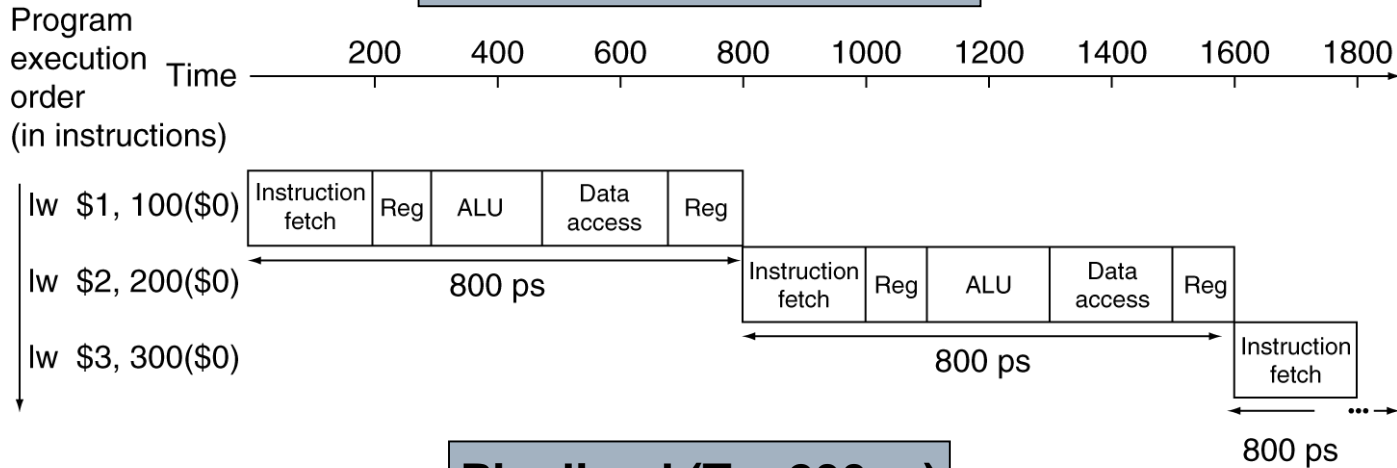 Program
execution
order
(in instructions)
Time
200 400 600 800 1000 1200 1400 1600 1800
lw $1, 100($0)
Instruction
fetch
Reg
ALU
Data
access
Reg
800 ps
lw $2, 200($0)
Instruction
fetch
Reg
ALU
Data
access
Reg
800 ps
lw $3, 300($0)
Instruction
fetch
...
800 ps